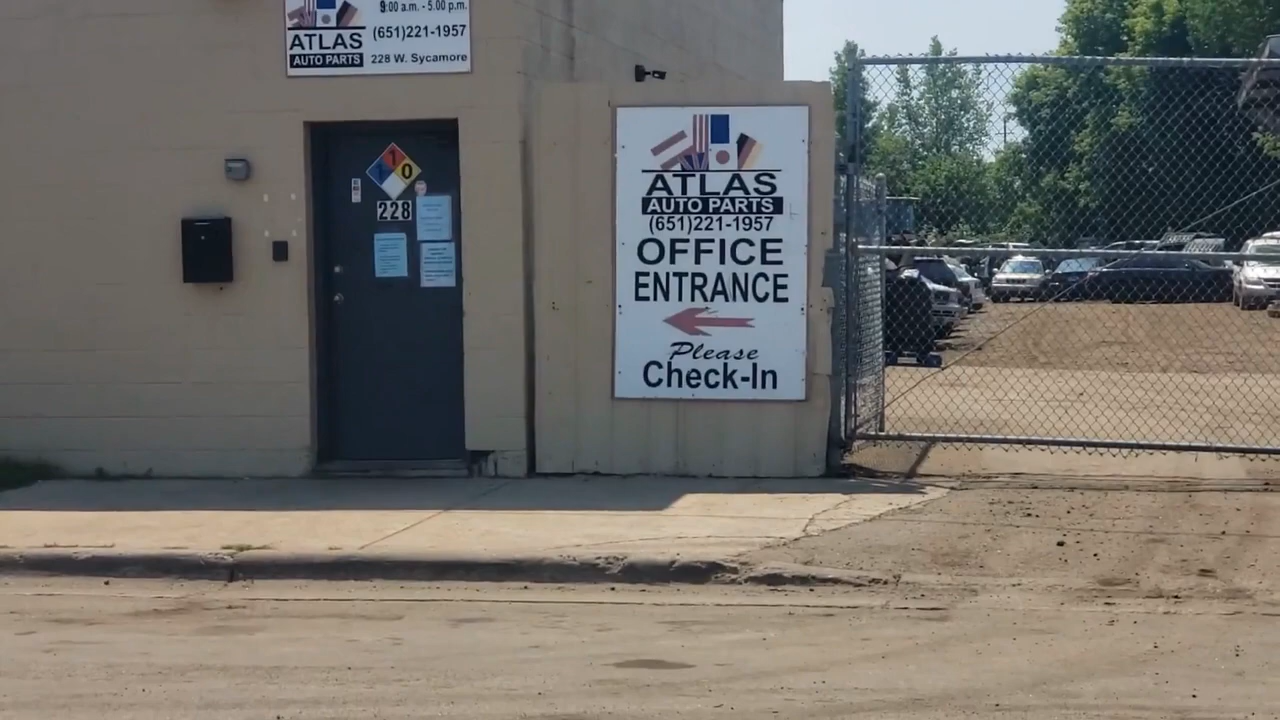 9:00 a.m. - 5:00 p.m.
ATLAS
AUTO PARTS
(651)221-1957
228 W. Sycamore
1
0
228
ATLAS
AUTO PARTS
(651)221-1957
OFFICE
ENTRANCE
Please
Check-In